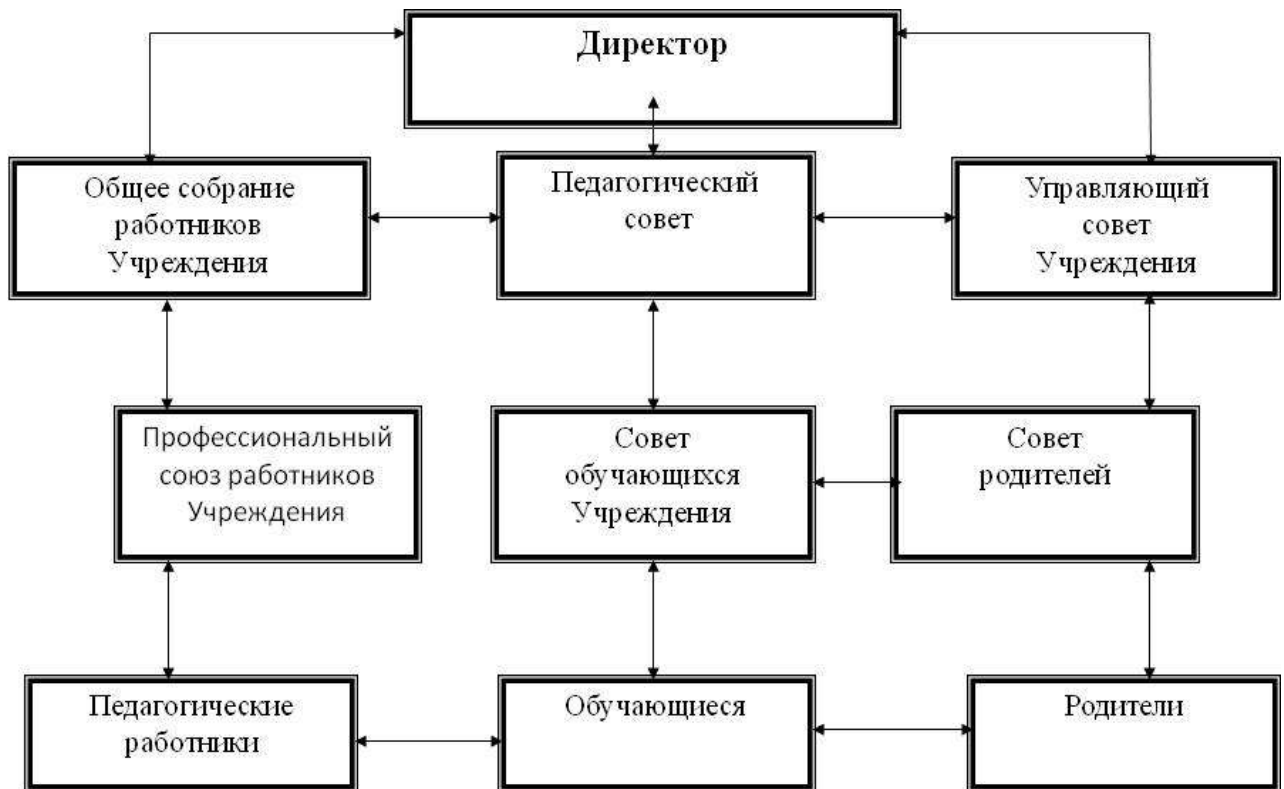 Директор
Общее собрание
работников
Учреждения
Педагогический
совет
Управляющий
совет
Учреждения
Профессиональный
союз работников
Учреждения
Совет
обучающихся
Учреждения
Совет
родителей
Педагогические
работники
Обучающиеся
Родители